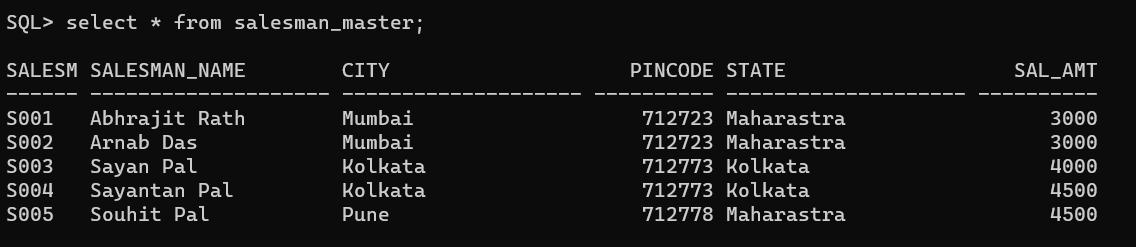 SQL> select * from salesman_master;
SALESM SALESMAN_NAME        CITY                    PINCODE STATE                   SAL_AMT
------ -------------------- -------------------- ---------- -------------------- ----------
S001   Abhrajit Rath        Mumbai                   712723 Maharastra                 3000
S002   Arnab Das            Mumbai                   712723 Maharastra                 3000
S003   Sayan Pal            Kolkata                  712773 Kolkata                    4000
S004   Sayantan Pal         Kolkata                  712773 Kolkata                    4500
S005   Souhit Pal           Pune                     712778 Maharastra                 4500